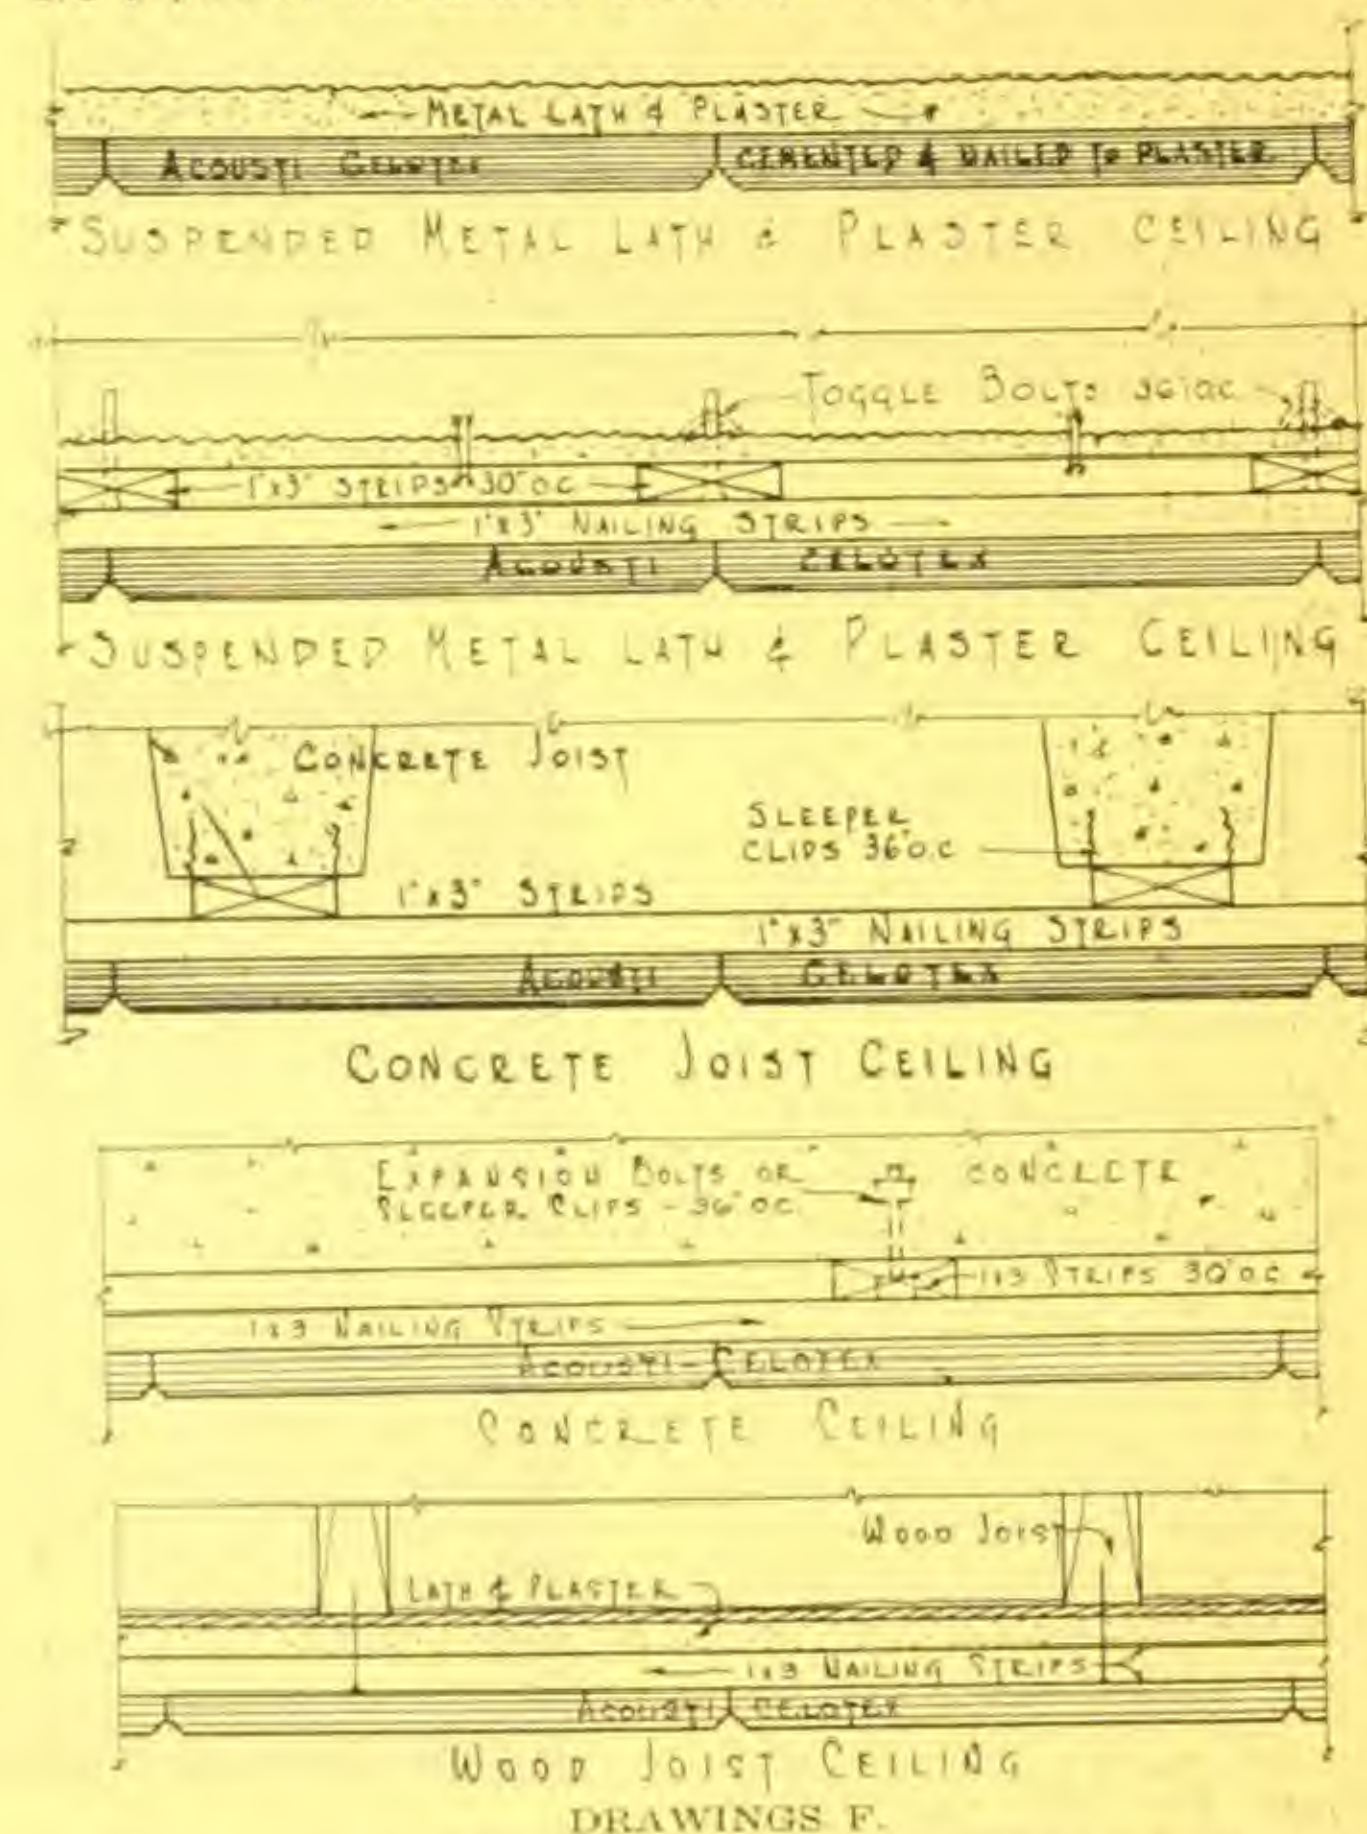 METAL LATH & PLASTER
ACOUSTI CELOTEX CEMENTED & NAILED TO PLASTER
SUSPENDED METAL LATH & PLASTER CEILING
TOGGLE BOLTS 36" O.C.
1"x3" STRIPS 30" O.C.
1"x3" NAILING STRIPS
ACOUSTI CELOTEX
SUSPENDED METAL LATH & PLASTER CEILING
CONCRETE JOIST
SLEEPER
CLIPS 36" O.C
1"x3" STRIPS
1"x3" NAILING STRIPS
ACOUSTI CELOTEX
CONCRETE JOIST CEILING
EXPANSION BOLTS OR CONCRETE
SLEEPER CLIPS - 36" O.C.
1x3 STRIPS 30" O.C
1x3 NAILING STRIPS
ACOUSTI-CELOTEX
CONCRETE CEILING
WOOD JOIST
LATH & PLASTER
1x3 NAILING STRIPS
ACOUSTI CELOTEX
WOOD JOIST CEILING
DRAWINGS F.